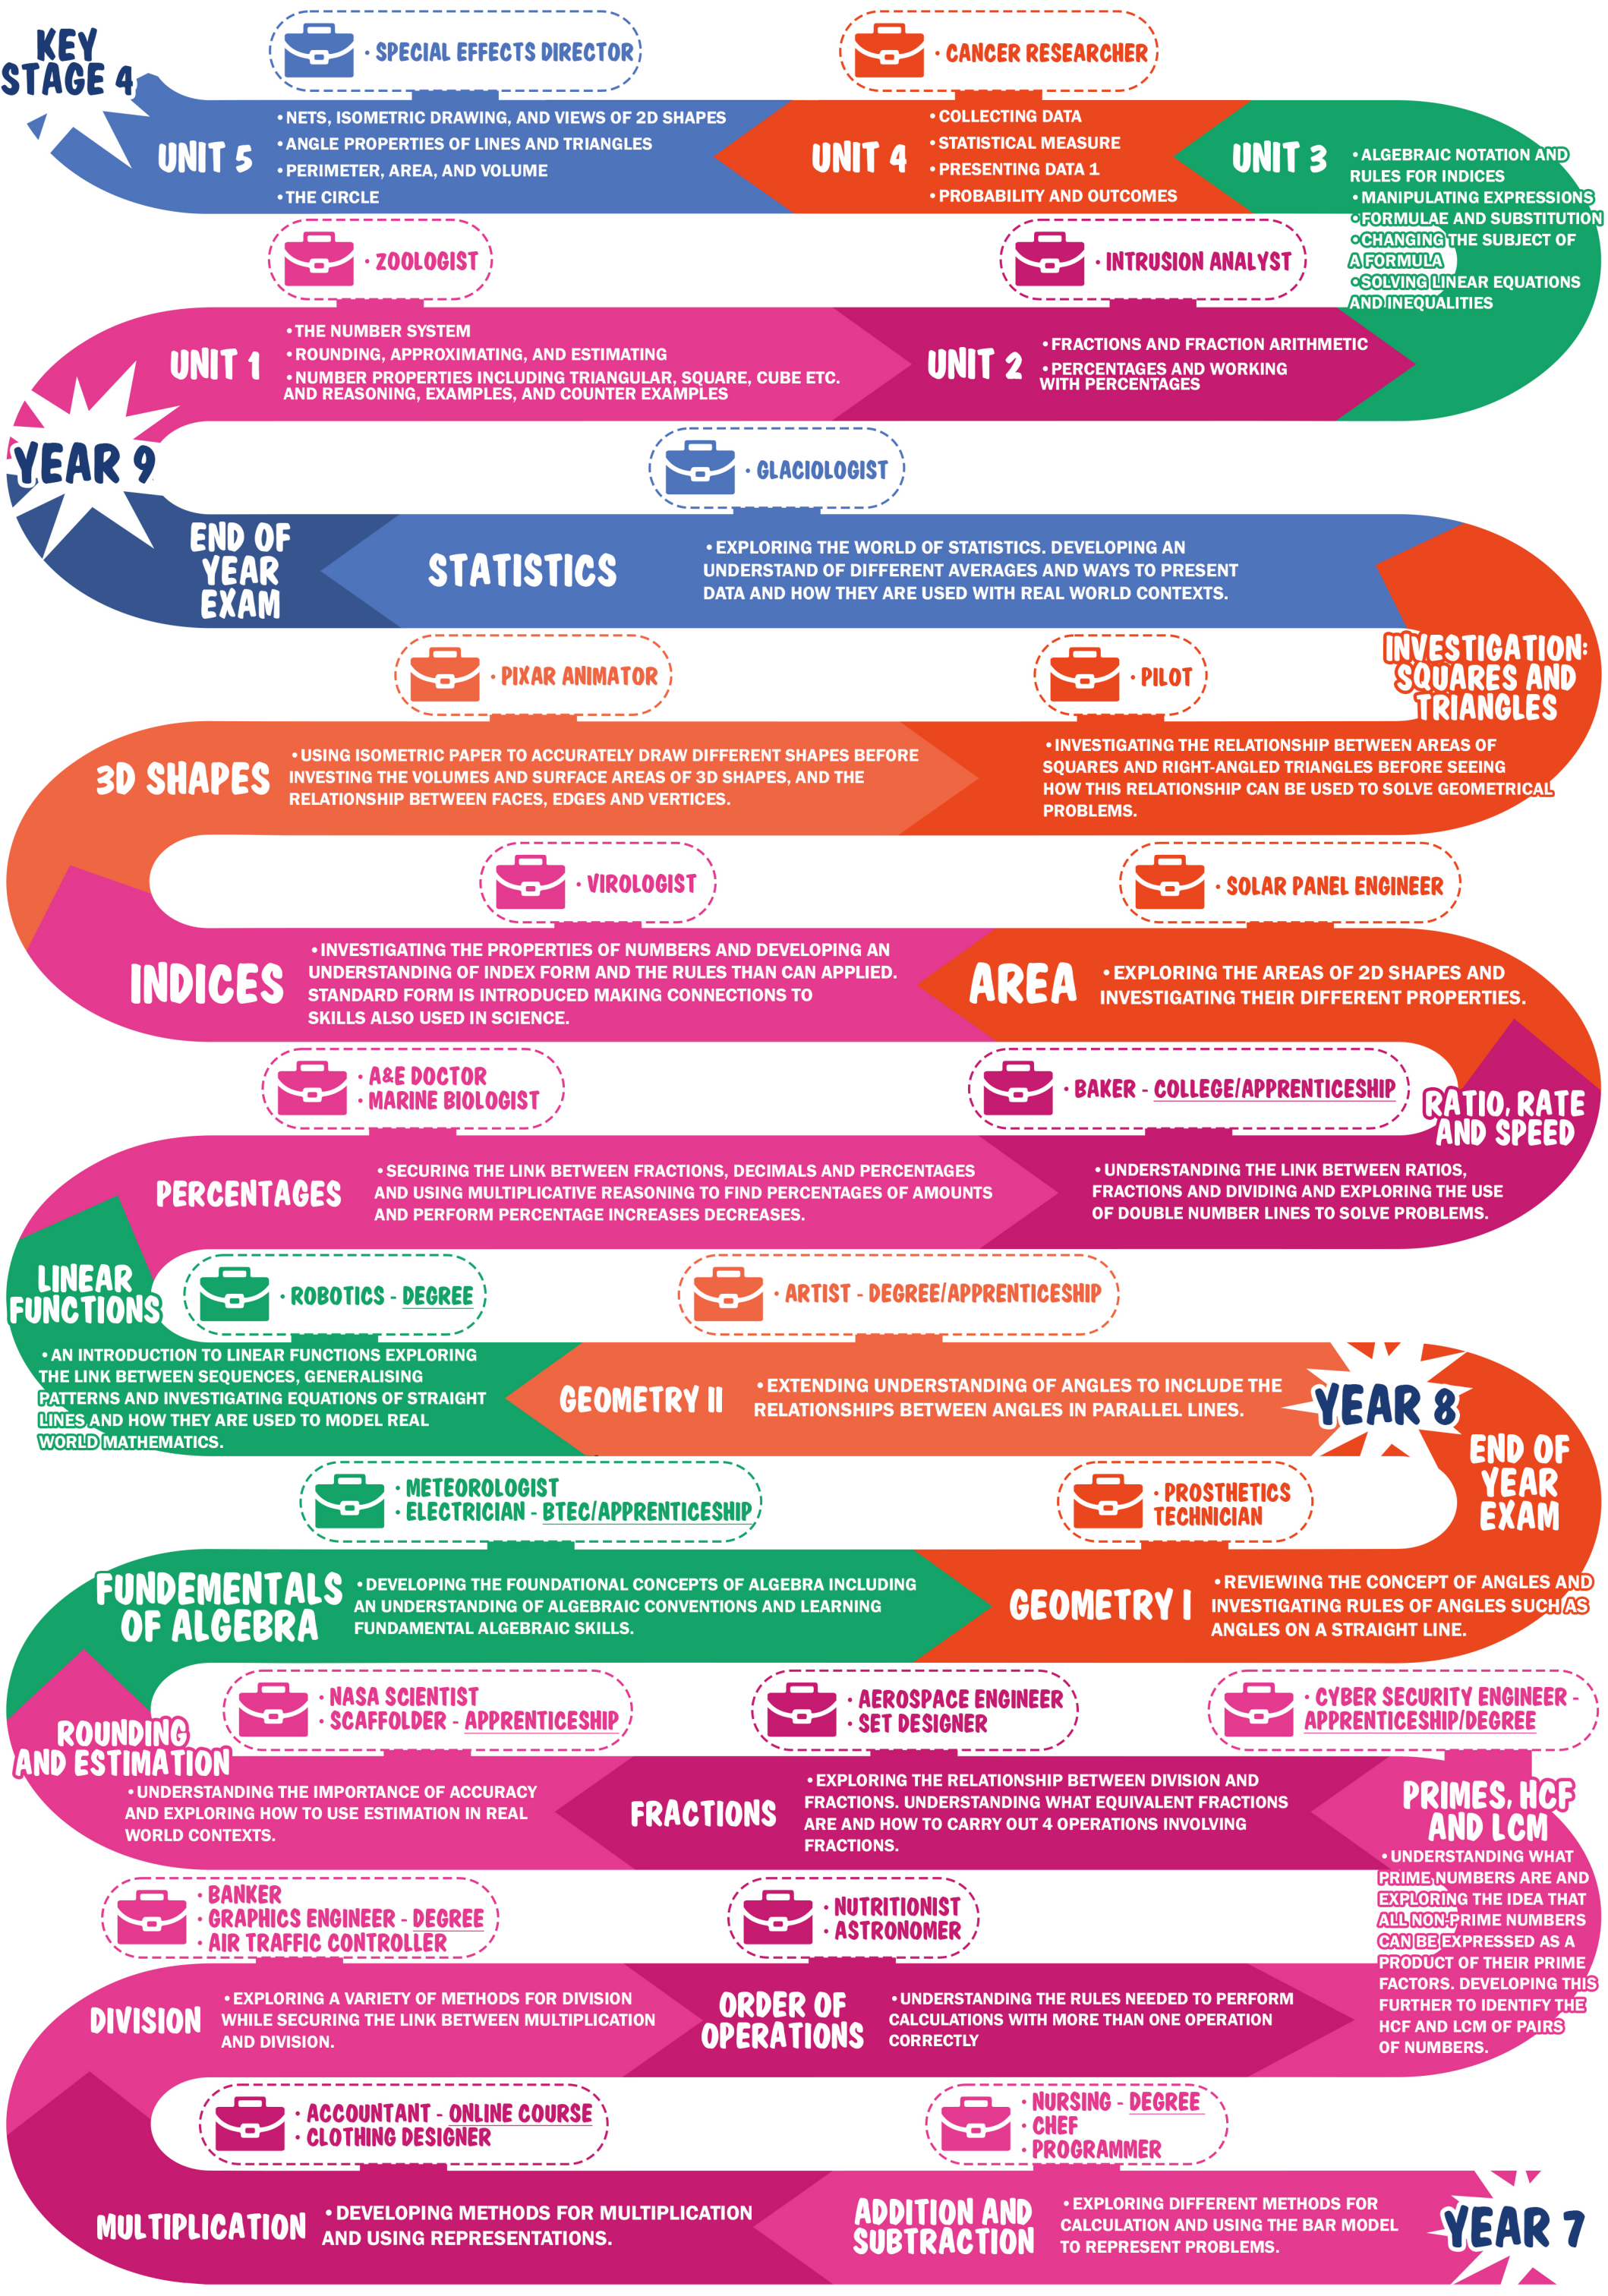 KEY
STAGE 4
• SPECIAL EFFECTS DIRECTOR
• CANCER RESEARCHER
UNIT 5
• NETS, ISOMETRIC DRAWING, AND VIEWS OF 2D SHAPES
• ANGLE PROPERTIES OF LINES AND TRIANGLES
• PERIMETER, AREA, AND VOLUME
• THE CIRCLE
UNIT 4
• COLLECTING DATA
• STATISTICAL MEASURE
• PRESENTING DATA 1
• PROBABILITY AND OUTCOMES
UNIT 3
• ALGEBRAIC NOTATION AND
RULES FOR INDICES
• MANIPULATING EXPRESSIONS
• FORMULAE AND SUBSTITUTION
• CHANGING THE SUBJECT OF
A FORMULA
• SOLVING LINEAR EQUATIONS
AND INEQUALITIES
• ZOOLOGIST
• INTRUSION ANALYST
UNIT 1
• THE NUMBER SYSTEM
• ROUNDING, APPROXIMATING, AND ESTIMATING
• NUMBER PROPERTIES INCLUDING TRIANGULAR, SQUARE, CUBE ETC.
AND REASONING, EXAMPLES, AND COUNTER EXAMPLES
UNIT 2
• FRACTIONS AND FRACTION ARITHMETIC
• PERCENTAGES AND WORKING
WITH PERCENTAGES
YEAR 9
• GLACIOLOGIST
END OF
YEAR
EXAM
STATISTICS
• EXPLORING THE WORLD OF STATISTICS. DEVELOPING AN
UNDERSTAND OF DIFFERENT AVERAGES AND WAYS TO PRESENT
DATA AND HOW THEY ARE USED WITH REAL WORLD CONTEXTS.
INVESTIGATION:
SQUARES AND
TRIANGLES
• PIXAR ANIMATOR
• PILOT
3D SHAPES
• USING ISOMETRIC PAPER TO ACCURATELY DRAW DIFFERENT SHAPES BEFORE
INVESTING THE VOLUMES AND SURFACE AREAS OF 3D SHAPES, AND THE
RELATIONSHIP BETWEEN FACES, EDGES AND VERTICES.
• INVESTIGATING THE RELATIONSHIP BETWEEN AREAS OF
SQUARES AND RIGHT-ANGLED TRIANGLES BEFORE SEEING
HOW THIS RELATIONSHIP CAN BE USED TO SOLVE GEOMETRICAL
PROBLEMS.
• VIROLOGIST
• SOLAR PANEL ENGINEER
INDICES
• INVESTIGATING THE PROPERTIES OF NUMBERS AND DEVELOPING AN
UNDERSTANDING OF INDEX FORM AND THE RULES THAN CAN APPLIED.
STANDARD FORM IS INTRODUCED MAKING CONNECTIONS TO
SKILLS ALSO USED IN SCIENCE.
AREA
• EXPLORING THE AREAS OF 2D SHAPES AND
INVESTIGATING THEIR DIFFERENT PROPERTIES.
• A&E DOCTOR
• MARINE BIOLOGIST
• BAKER - COLLEGE/APPRENTICESHIP
RATIO, RATE
AND SPEED
PERCENTAGES
• SECURING THE LINK BETWEEN FRACTIONS, DECIMALS AND PERCENTAGES
AND USING MULTIPLICATIVE REASONING TO FIND PERCENTAGES OF AMOUNTS
AND PERFORM PERCENTAGE INCREASES DECREASES.
• UNDERSTANDING THE LINK BETWEEN RATIOS,
FRACTIONS AND DIVIDING AND EXPLORING THE USE
OF DOUBLE NUMBER LINES TO SOLVE PROBLEMS.
LINEAR
FUNCTIONS
• ROBOTICS - DEGREE
• ARTIST - DEGREE/APPRENTICESHIP
• AN INTRODUCTION TO LINEAR FUNCTIONS EXPLORING
THE LINK BETWEEN SEQUENCES, GENERALISING
PATTERNS AND INVESTIGATING EQUATIONS OF STRAIGHT
LINES AND HOW THEY ARE USED TO MODEL REAL
WORLD MATHEMATICS.
GEOMETRY II
• EXTENDING UNDERSTANDING OF ANGLES TO INCLUDE THE
RELATIONSHIPS BETWEEN ANGLES IN PARALLEL LINES.
YEAR 8
END OF
YEAR
EXAM
• METEOROLOGIST
• ELECTRICIAN - BTEC/APPRENTICESHIP
• PROSTHETICS
TECHNICIAN
FUNDEMENTALS
OF ALGEBRA
• DEVELOPING THE FOUNDATIONAL CONCEPTS OF ALGEBRA INCLUDING
AN UNDERSTANDING OF ALGEBRAIC CONVENTIONS AND LEARNING
FUNDAMENTAL ALGEBRAIC SKILLS.
GEOMETRY I
• REVIEWING THE CONCEPT OF ANGLES AND
INVESTIGATING RULES OF ANGLES SUCH AS
ANGLES ON A STRAIGHT LINE.
• NASA SCIENTIST
• SCAFFOLDER - APPRENTICESHIP
• AEROSPACE ENGINEER
• SET DESIGNER
• CYBER SECURITY ENGINEER -
APPRENTICESHIP/DEGREE
ROUNDING
AND ESTIMATION
• UNDERSTANDING THE IMPORTANCE OF ACCURACY
AND EXPLORING HOW TO USE ESTIMATION IN REAL
WORLD CONTEXTS.
FRACTIONS
• EXPLORING THE RELATIONSHIP BETWEEN DIVISION AND
FRACTIONS. UNDERSTANDING WHAT EQUIVALENT FRACTIONS
ARE AND HOW TO CARRY OUT 4 OPERATIONS INVOLVING
FRACTIONS.
PRIMES, HCF
AND LCM
• UNDERSTANDING WHAT
PRIME NUMBERS ARE AND
EXPLORING THE IDEA THAT
ALL NON-PRIME NUMBERS
CAN BE EXPRESSED AS A
PRODUCT OF THEIR PRIME
FACTORS. DEVELOPING THIS
FURTHER TO IDENTIFY THE
HCF AND LCM OF PAIRS
OF NUMBERS.
• BANKER
• GRAPHICS ENGINEER - DEGREE
• AIR TRAFFIC CONTROLLER
• NUTRITIONIST
• ASTRONOMER
DIVISION
• EXPLORING A VARIETY OF METHODS FOR DIVISION
WHILE SECURING THE LINK BETWEEN MULTIPLICATION
AND DIVISION.
ORDER OF
OPERATIONS
• UNDERSTANDING THE RULES NEEDED TO PERFORM
CALCULATIONS WITH MORE THAN ONE OPERATION
CORRECTLY
• ACCOUNTANT - ONLINE COURSE
• CLOTHING DESIGNER
• NURSING - DEGREE
• CHEF
• PROGRAMMER
MULTIPLICATION
• DEVELOPING METHODS FOR MULTIPLICATION
AND USING REPRESENTATIONS.
ADDITION AND
SUBTRACTION
• EXPLORING DIFFERENT METHODS FOR
CALCULATION AND USING THE BAR MODEL
TO REPRESENT PROBLEMS.
YEAR 7